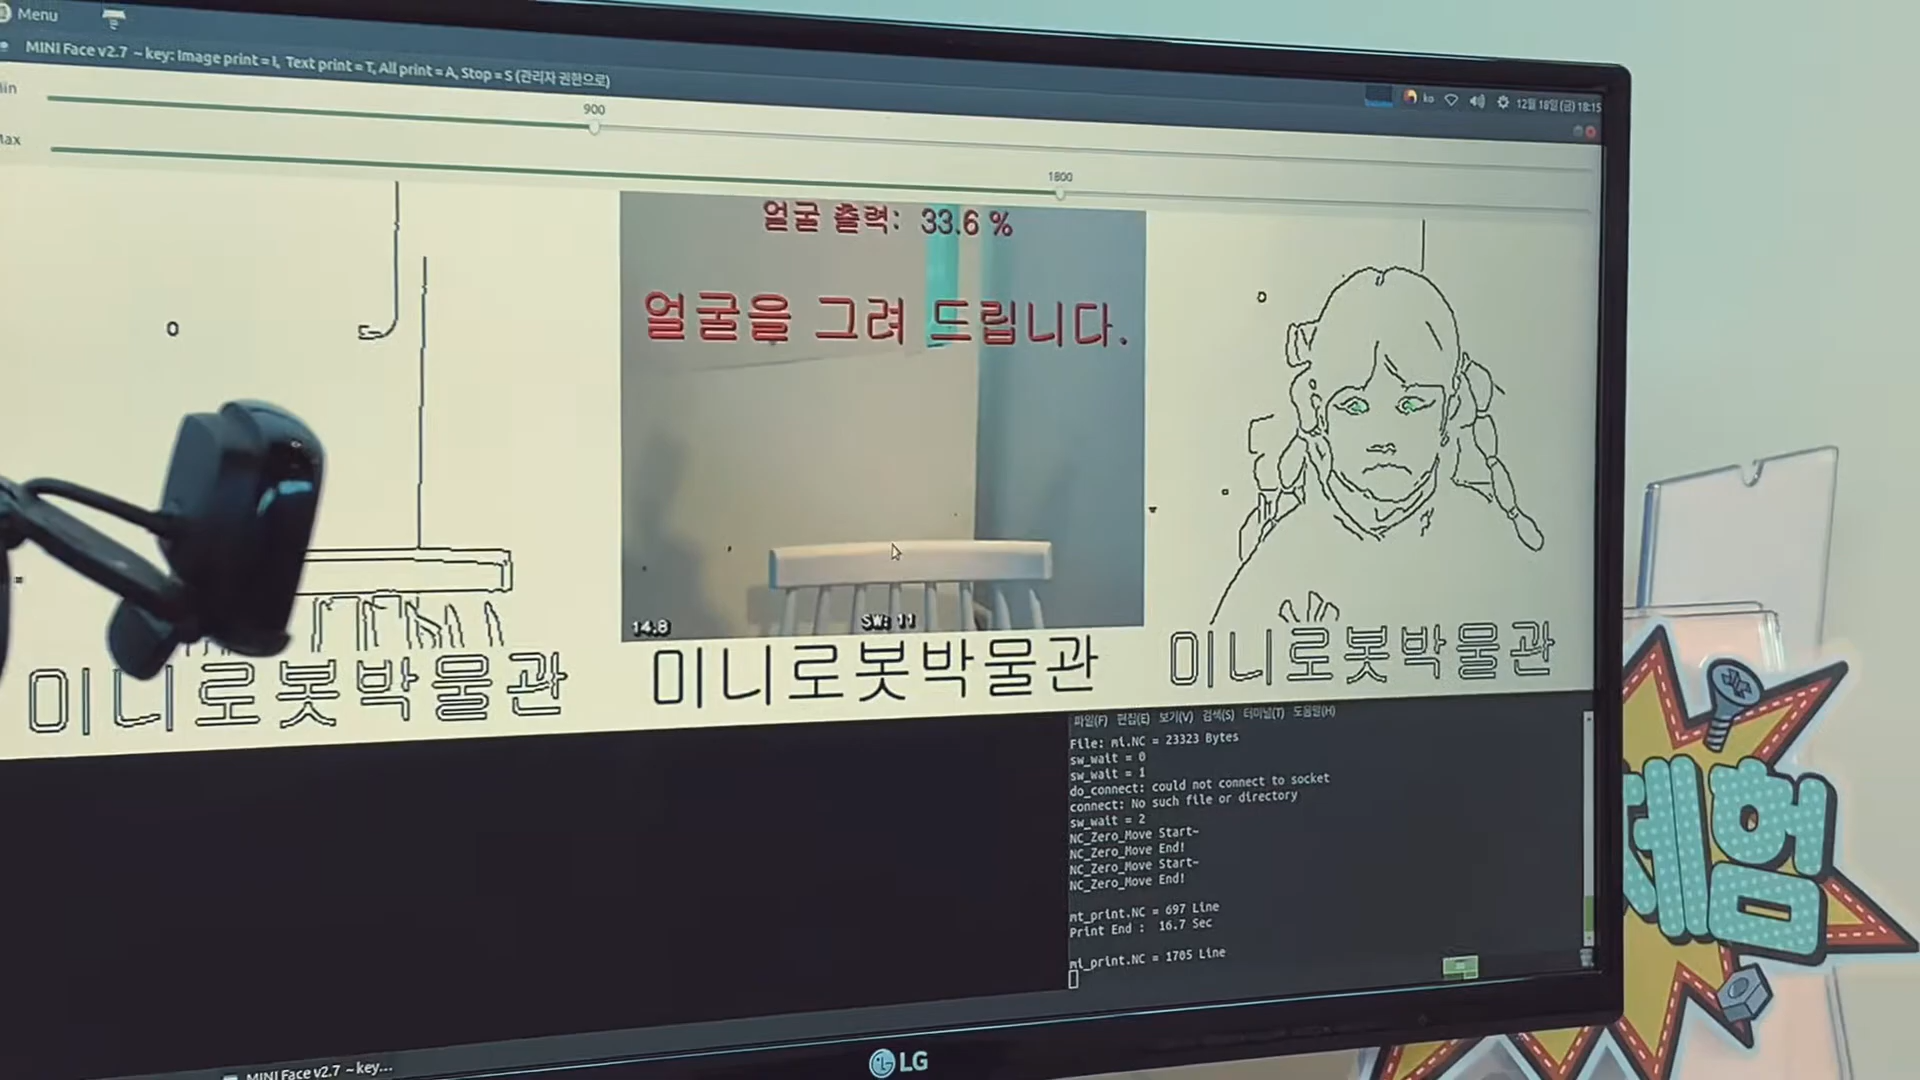 Menu
MINI Face v2.7 ~ key: Image print = I, Text print = T, All print = A, Stop = S (관리자 권한으로)
ko 12월 18일 (금) 18:15
900
1800
얼굴 출력: 33.6 %
얼굴을 그려 드립니다.
14.8
SW: 11
미니로봇박물관
미니로봇박물관
미니로봇박물관
파일(F) 편집(E) 보기(V) 검색(S) 터미널(T) 도움말(H)
File: mi.NC = 23323 Bytes
sw_wait = 0
sw_wait = 1
do_connect: could not connect to socket
connect: No such file or directory
sw_wait = 2
NC_Zero_Move Start~
NC_Zero_Move End!
NC_Zero_Move Start~
NC_Zero_Move End!
mt_print.NC = 697 Line
Print End : 16.7 Sec
mi_print.NC = 1705 Line
MINI Face v2.7 ~ key...
LG
체험